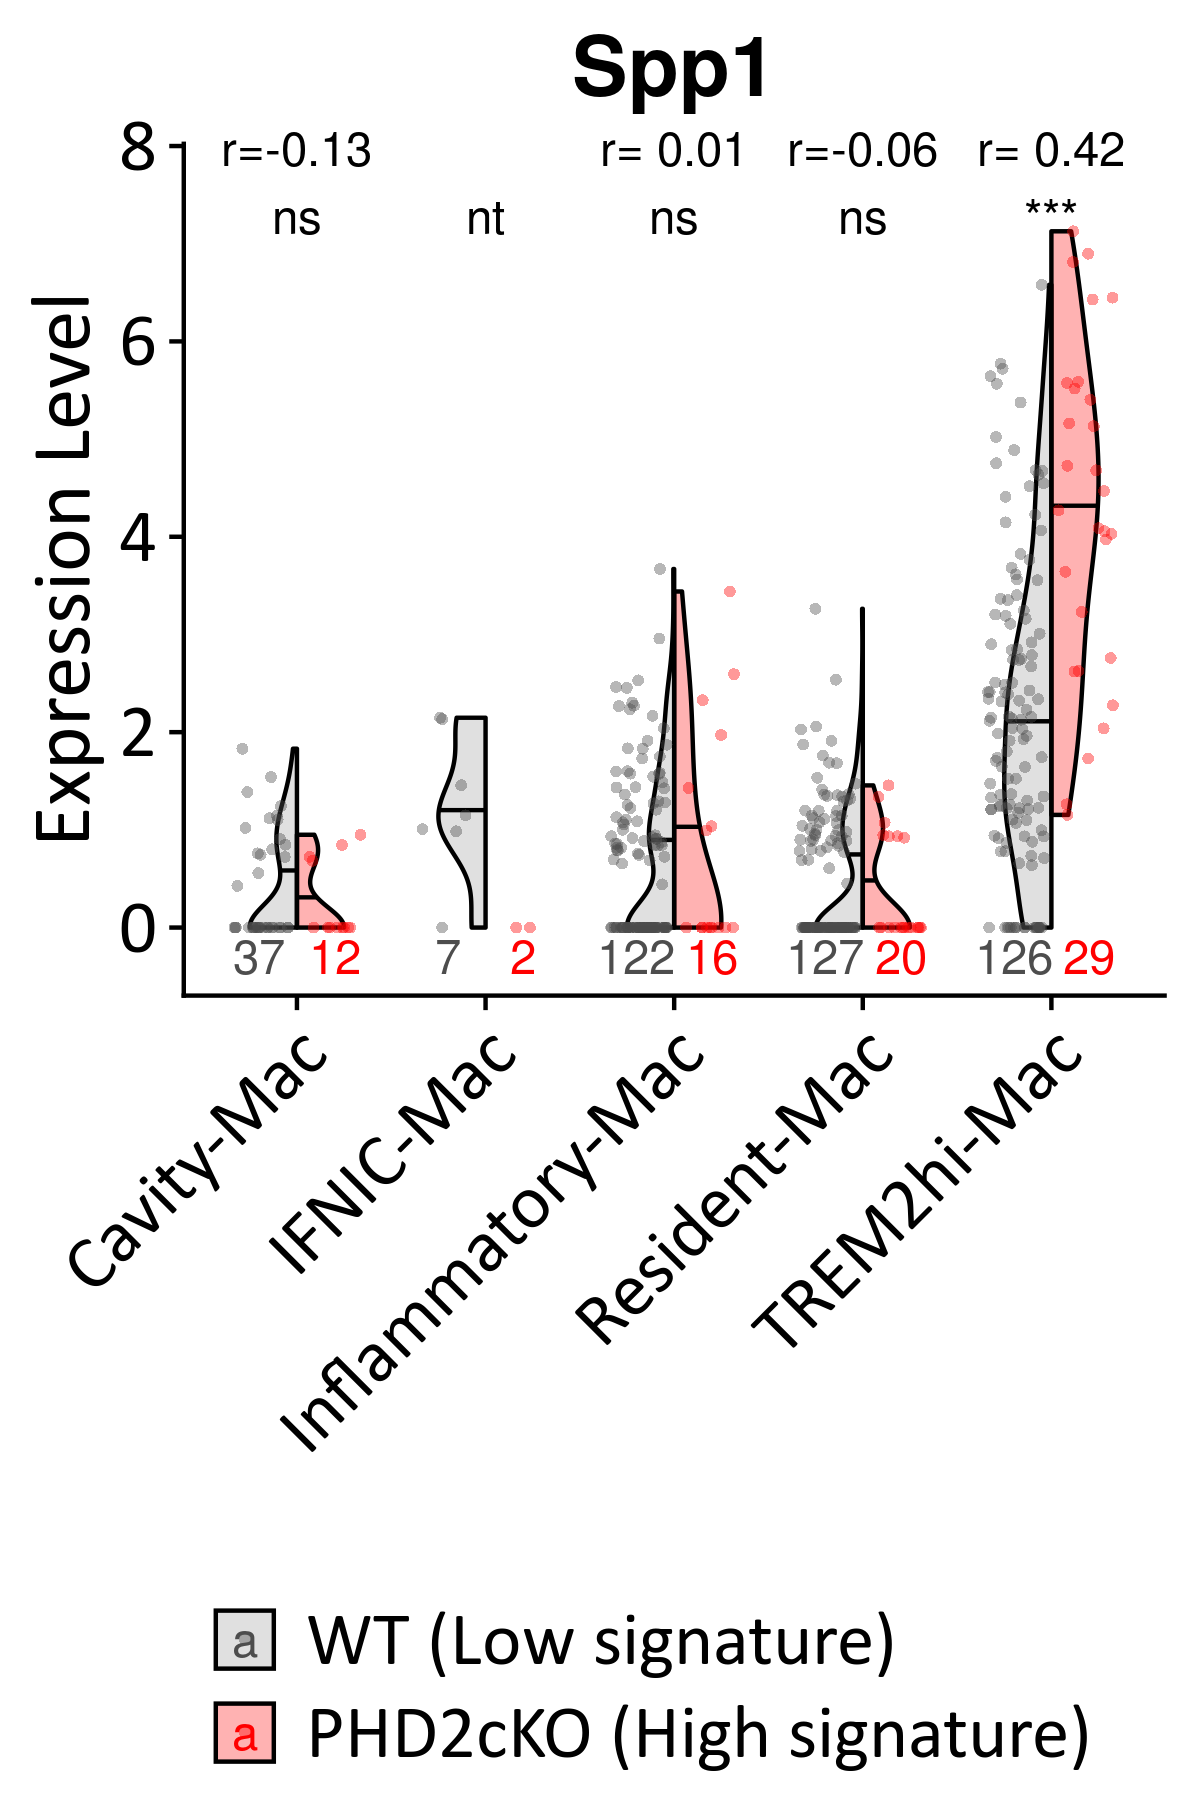 Spp1
r=-0.13 r= 0.01 r=-0.06 r= 0.42
ns nt ns ns ***
Expression Level
8
6
4
2
0
37 12 7 2 122 16 127 20 126 29
Cavity-Mac
IFNIC-Mac
Inflammatory-Mac
Resident-Mac
TREM2hi-Mac
a WT (Low signature)
a PHD2cKO (High signature)